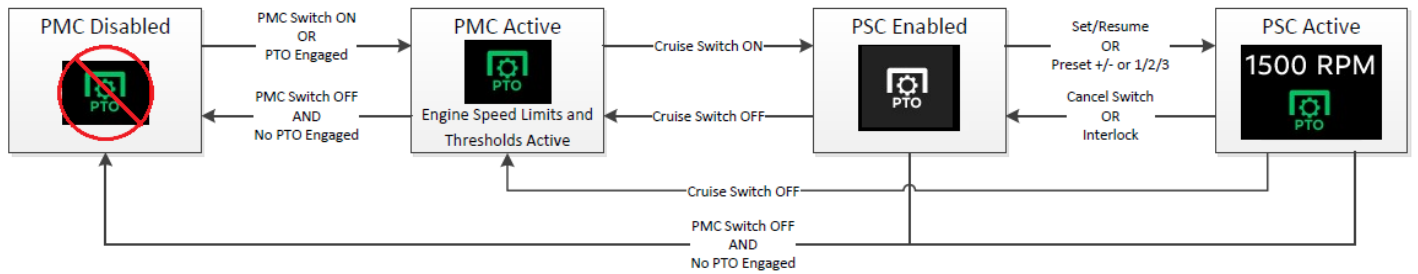 PMC Disabled
PTO
PMC Switch ON
OR
PTO Engaged
PMC Switch OFF
AND
No PTO Engaged
PMC Active
PTO
Engine Speed Limits and
Thresholds Active
Cruise Switch ON
Cruise Switch OFF
PSC Enabled
PTO
Set/Resume
OR
Preset +/- or 1/2/3
Cancel Switch
OR
Interlock
PSC Active
1500 RPM
PTO
Cruise Switch OFF
PMC Switch OFF
AND
No PTO Engaged